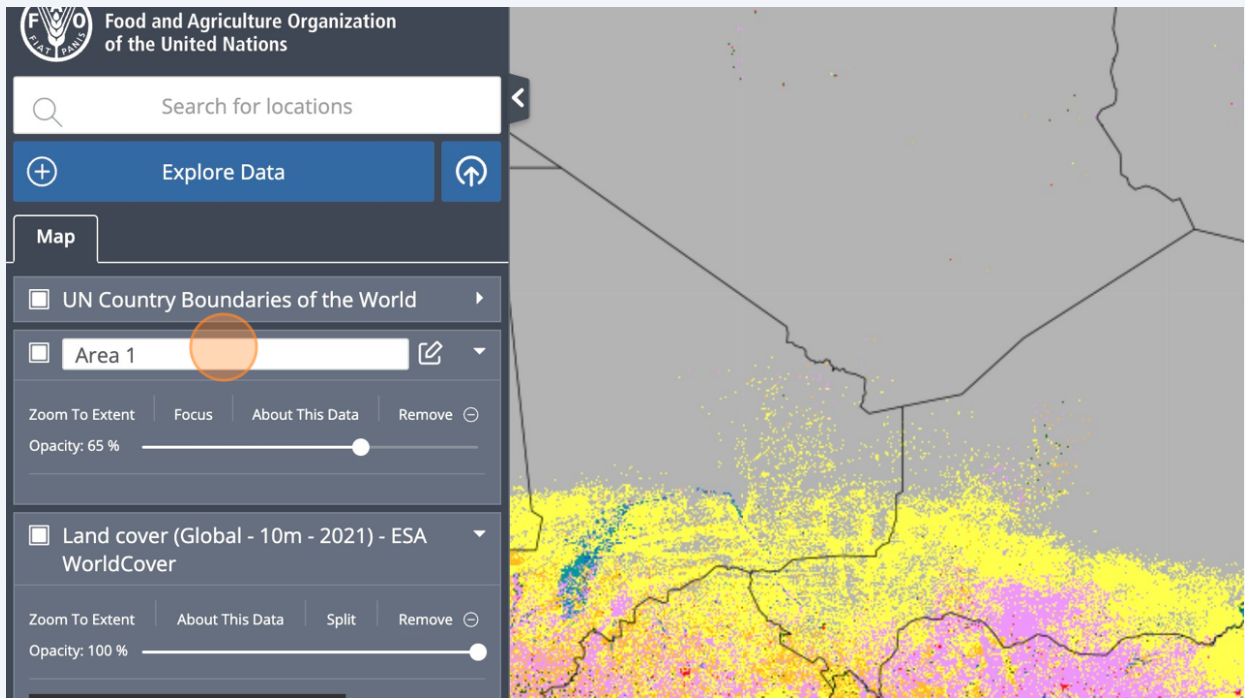 FAO
FIAT PANIS
Food and Agriculture Organization
of the United Nations
Search for locations
Explore Data
Map
UN Country Boundaries of the World
Area 1
Zoom To Extent Focus About This Data Remove
Opacity: 65 %
Land cover (Global - 10m - 2021) - ESA
WorldCover
Zoom To Extent About This Data Split Remove
Opacity: 100 %